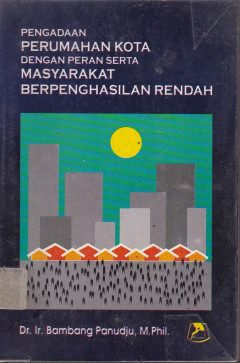 PENGADAAN
PERUMAHAN KOTA
DENGAN PERAN SERTA
MASYARAKAT
BERPENGHASILAN RENDAH
Dr. Ir. Bambang Panudju, M.Phil.